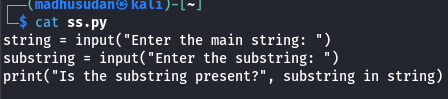 (madhusudan㉿kali)-[~]
$ cat ss.py
string = input("Enter the main string: ")
substring = input("Enter the substring: ")
print("Is the substring present?", substring in string)